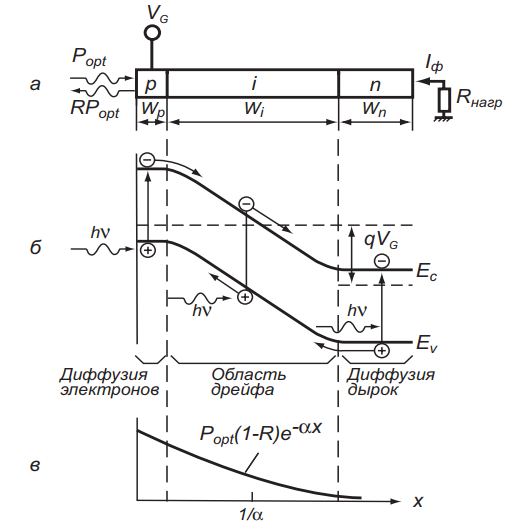 V_G
P_opt
RP_opt
а
p
i
n
I_ф
R_нагр
W_p
W_i
W_n
б
hν
hν
hν
qV_G
E_c
E_v
Диффузия
электронов
Область
дрейфа
Диффузия
дырок
в
P_opt(1-R)e^-αx
1/α
x